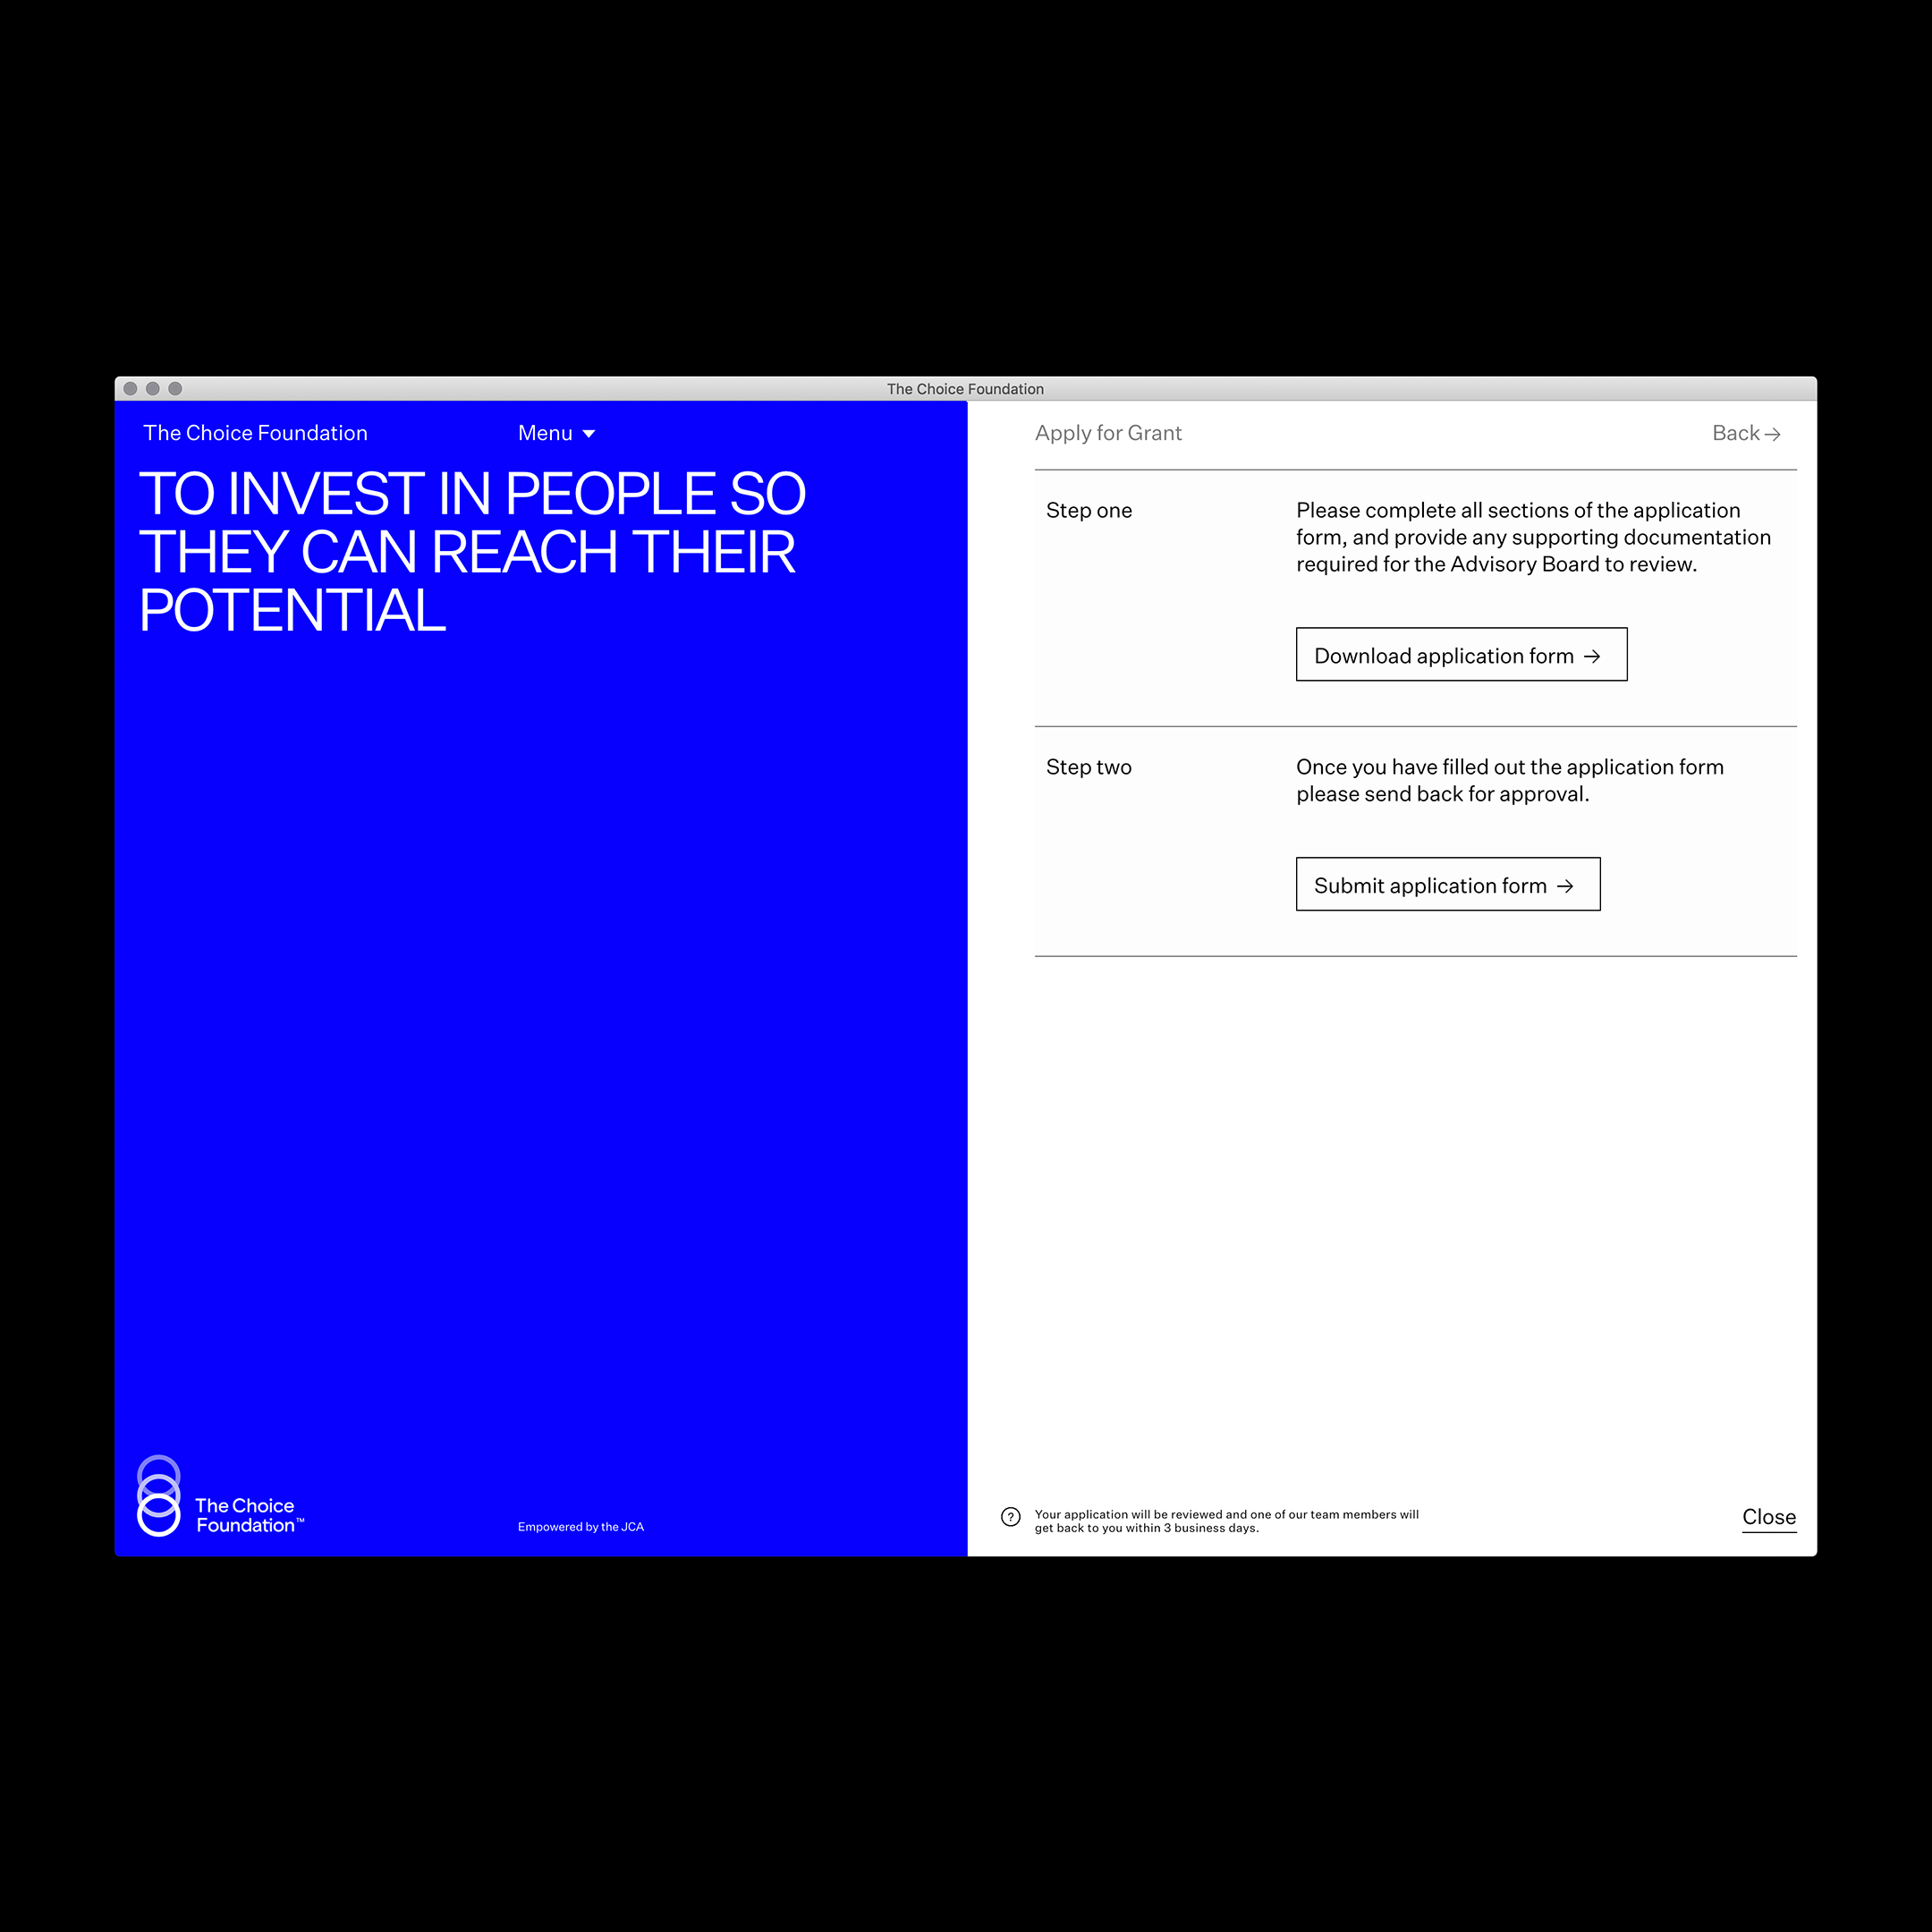 The Choice Foundation
The Choice Foundation
Menu
TO INVEST IN PEOPLE SO
THEY CAN REACH THEIR
POTENTIAL
The Choice
Foundation™
Empowered by the JCA
Apply for Grant
Back →
Step one
Please complete all sections of the application
form, and provide any supporting documentation
required for the Advisory Board to review.
Download application form →
Step two
Once you have filled out the application form
please send back for approval.
Submit application form →
?
Your application will be reviewed and one of our team members will
get back to you within 3 business days.
Close